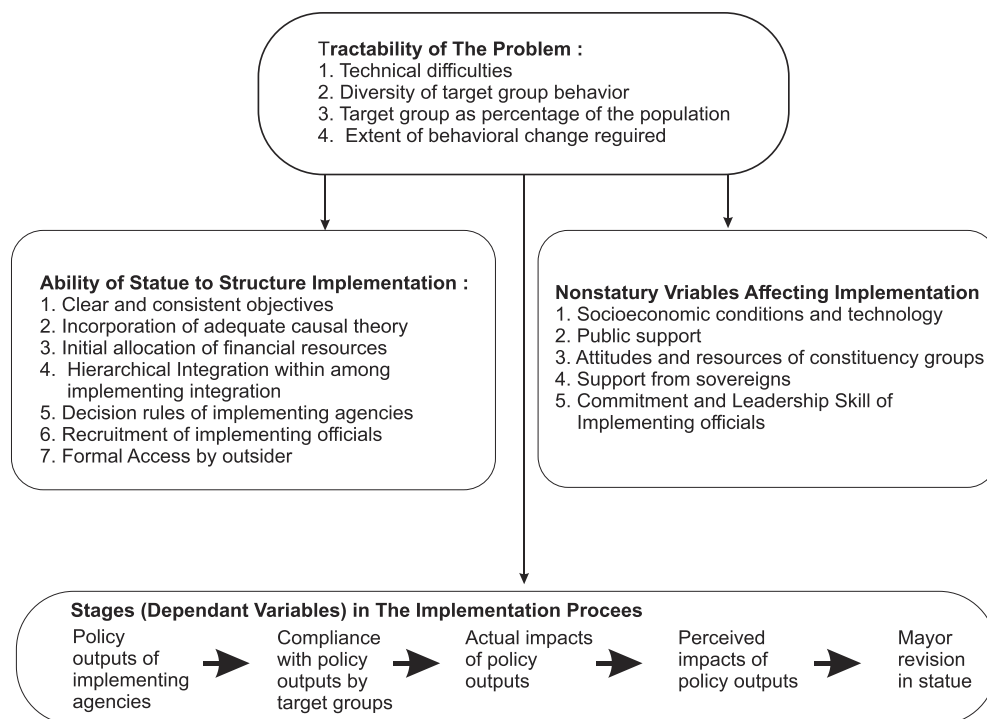 Tractability of The Problem :
1. Technical difficulties
2. Diversity of target group behavior
3. Target group as percentage of the population
4. Extent of behavioral change reguired
Ability of Statue to Structure Implementation :
1. Clear and consistent objectives
2. Incorporation of adequate causal theory
3. Initial allocation of financial resources
4. Hierarchical Integration within among
implementing integration
5. Decision rules of implementing agencies
6. Recruitment of implementing officials
7. Formal Access by outsider
Nonstatury Vriables Affecting Implementation
1. Socioeconomic conditions and technology
2. Public support
3. Attitudes and resources of constituency groups
4. Support from sovereigns
5. Commitment and Leadership Skill of
Implementing officials
Stages (Dependant Variables) in The Implementation Procees
Policy
outputs of
implementing
agencies
Compliance
with policy
outputs by
target groups
Actual impacts
of policy
outputs
Perceived
impacts of
policy outputs
Mayor
revision
in statue